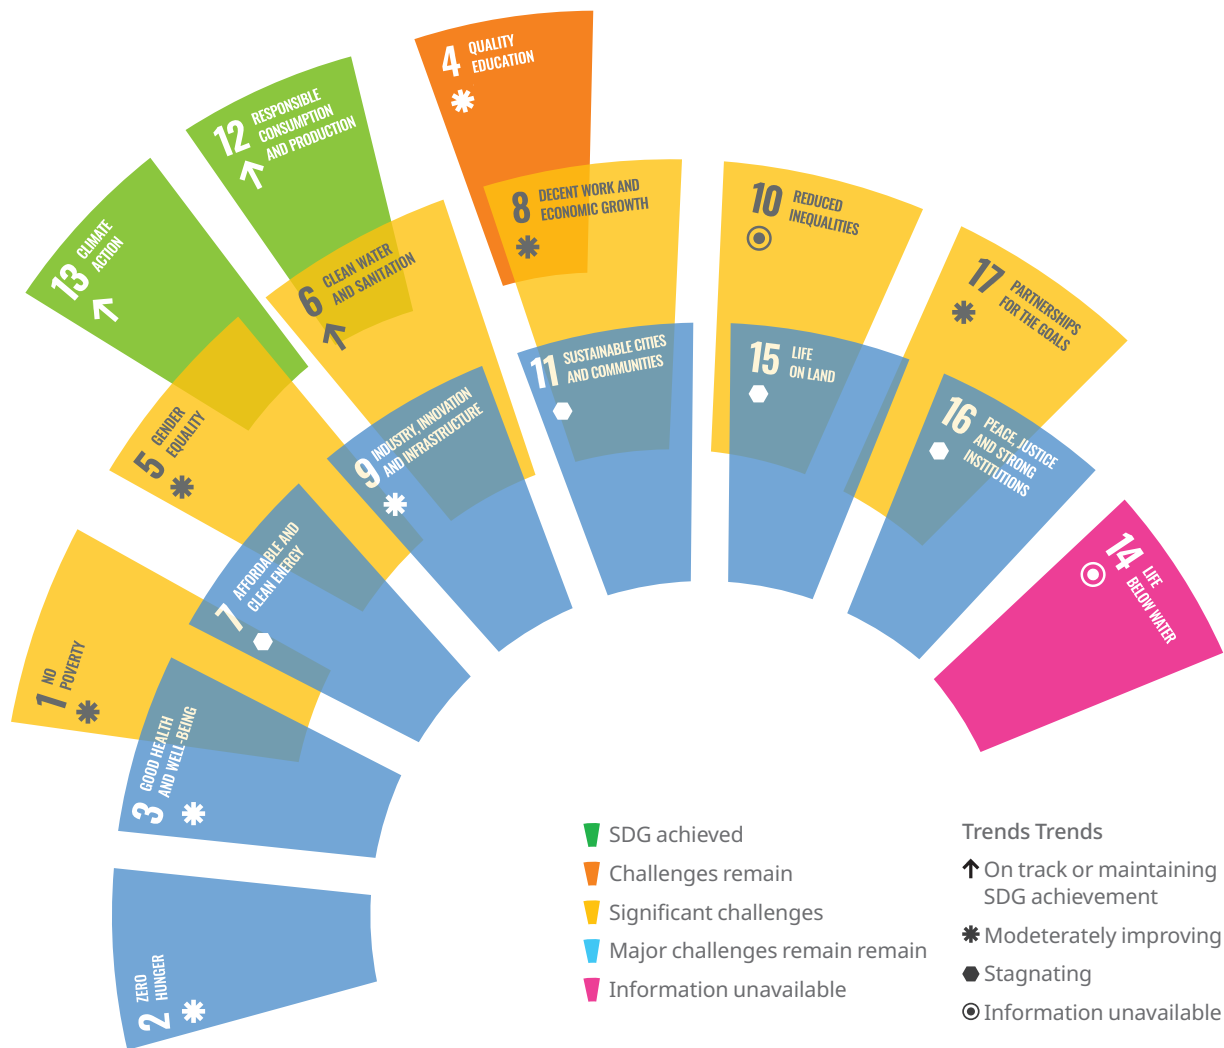 4 QUALITY
EDUCATION
12 RESPONSIBLE
CONSUMPTION
AND PRODUCTION
13 CLIMATE
ACTION
8 DECENT WORK AND
ECONOMIC GROWTH
10 REDUCED
INEQUALITIES
6 CLEAN WATER
AND SANITATION
17 PARTNERSHIPS
FOR THE GOALS
5 GENDER
EQUALITY
11 SUSTAINABLE CITIES
AND COMMUNITIES
15 LIFE
ON LAND
9 INDUSTRY, INNOVATION
AND INFRASTRUCTURE
16 PEACE, JUSTICE
AND STRONG
INSTITUTIONS
7 AFFORDABLE AND
CLEAN ENERGY
14 LIFE
BELOW WATER
1 NO
POVERTY
3 GOOD HEALTH
AND WELL-BEING
2 ZERO
HUNGER
SDG achieved
Challenges remain
Significant challenges
Major challenges remain remain
Information unavailable
Trends Trends
On track or maintaining
SDG achievement
Modeterately improving
Stagnating
Information unavailable